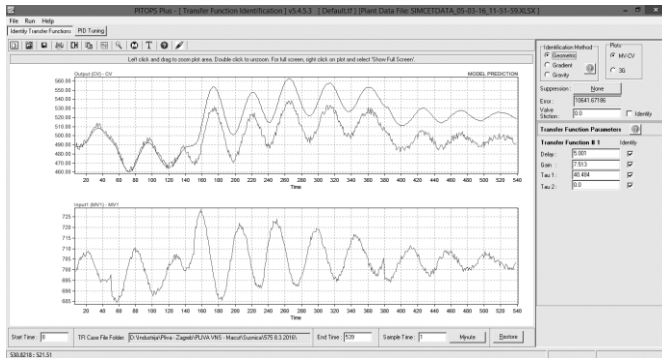 PITOPS Plus - [ Transfer Function Identification ] v5.4.5.3 [ Default.tf ] [Plant Data File: SIMCETDATA_05-03-16_11-51-59.XLSX ]
File Run Help
Identify Transfer Functions PID Tuning
Left click and drag to zoom plot area. Double click to unzoom. For full screen, right click on plot and select 'Show Full Screen'.
Output (CV) - CV MODEL PREDICTION
560.00
550.00
540.00
530.00
520.00
510.00
500.00
490.00
480.00
470.00
460.00
20 40 60 80 100 120 140 160 180 200 220 240 260 280 300 320 340 360 380 400 420 440 460 480 500 520 540
Time
Input1 (MV1) - MV1
725
720
715
710
705
700
695
690
685
20 40 60 80 100 120 140 160 180 200 220 240 260 280 300 320 340 360 380 400 420 440 460 480 500 520 540
Time
Identification Method
Geometric
Gradient
Gravity
Plots
MV-CV
3G
Suppression : None
Error : 10641.67186
Valve Stiction : 0.0 Identify
Transfer Function Parameters
Transfer Function # 1 Identify
Delay : 5.001
Gain : 7.513
Tau 1 : 40.404
Tau 2 : 0.0
Start Time : 0 TFI Case File Folder : End Time : 539 Sample Time : 1 Minute Restore
538.8218 : 521.51